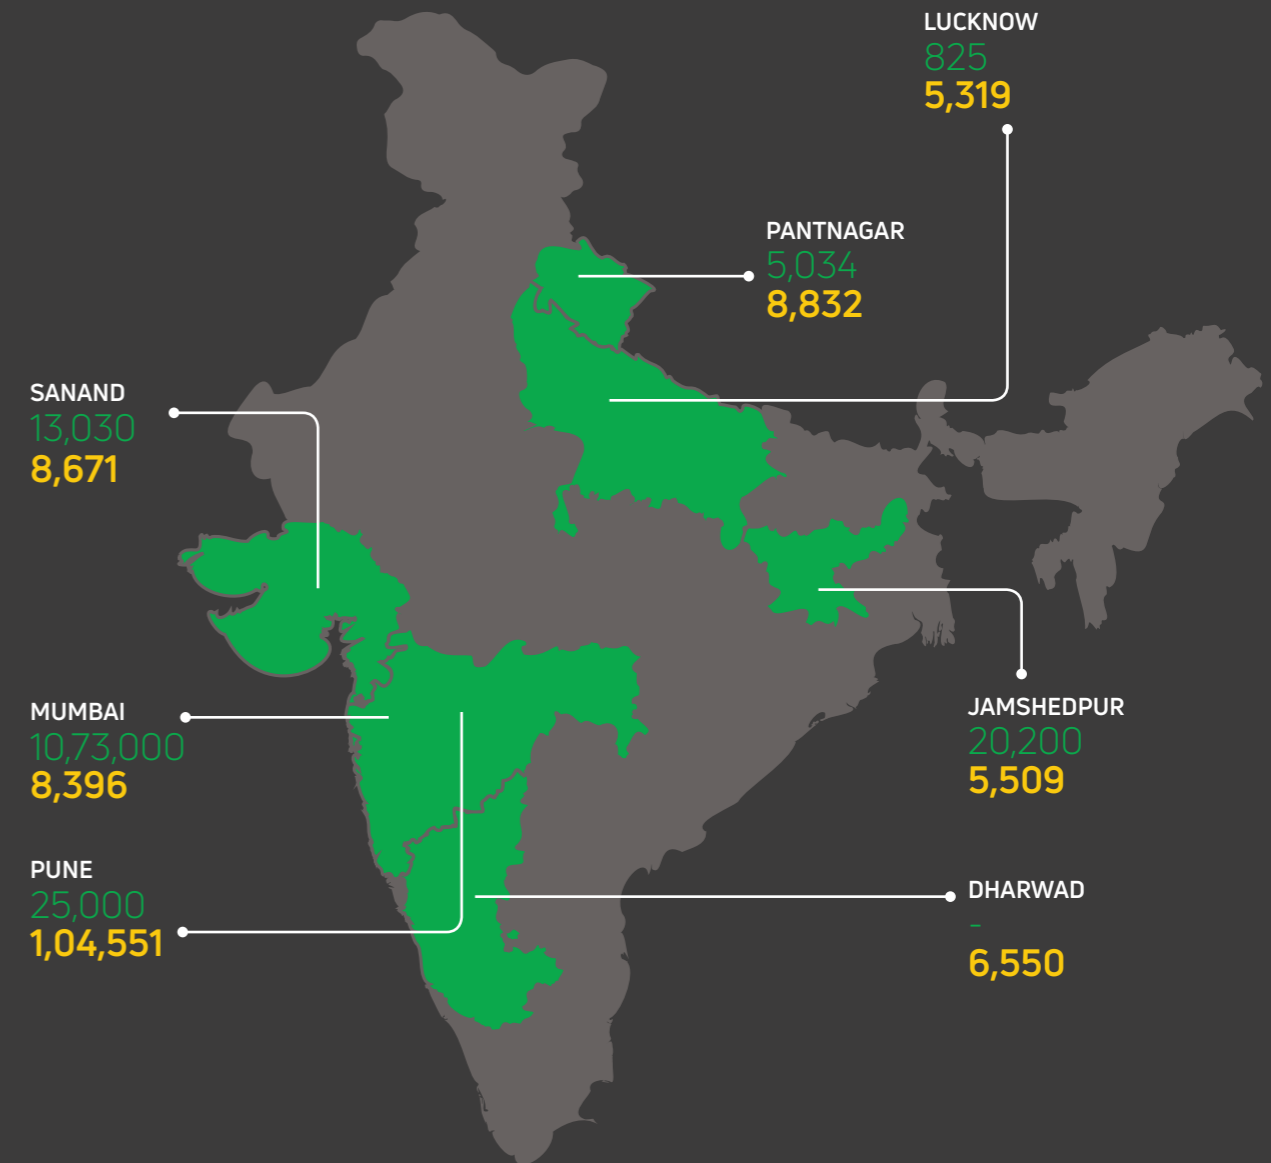 LUCKNOW
825
5,319
PANTNAGAR
5,034
8,832
SANAND
13,030
8,671
MUMBAI
10,73,000
8,396
JAMSHEDPUR
20,200
5,509
PUNE
25,000
1,04,551
DHARWAD
-
6,550